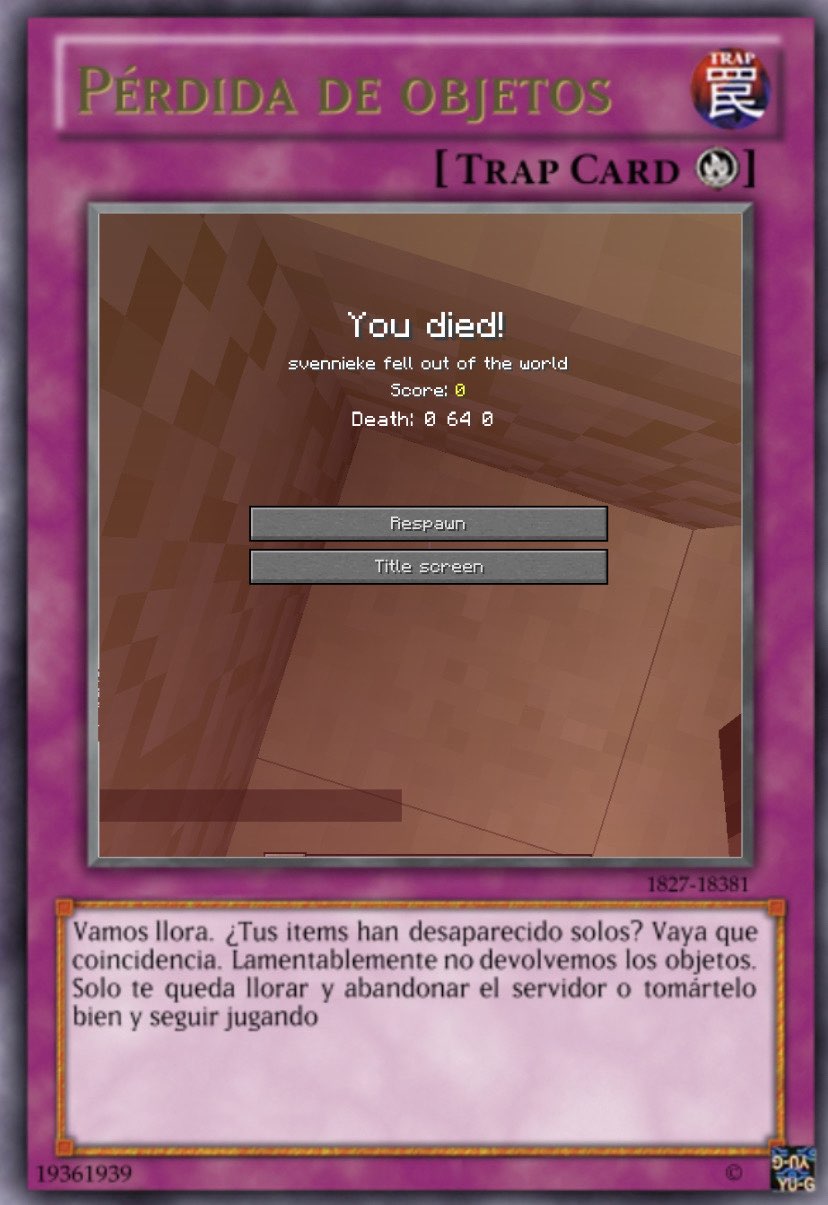 Pérdida de objetos
TRAP
罠
[TRAP CARD]
You died!
svennieke fell out of the world
Score: 0
Death: 0 64 0
Respawn
Title screen
1827-18381
Vamos llora. ¿Tus items han desaparecido solos? Vaya que
coincidencia. Lamentablemente no devolvemos los objetos.
Solo te queda llorar y abandonar el servidor o tomártelo
bien y seguir jugando
19361939
©
YU-G
YU-G